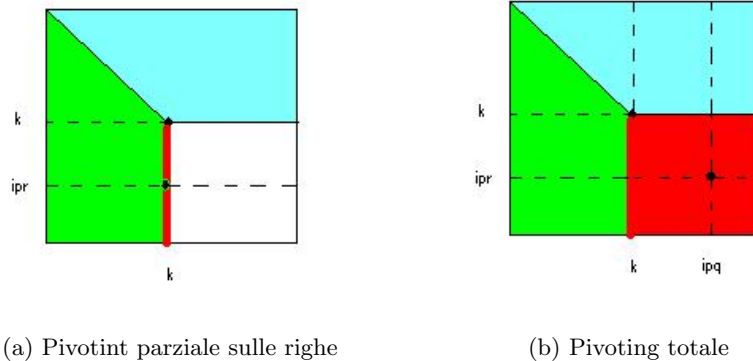 k
ipr
k
k
ipr
k ipq
(a) Pivotint parziale sulle righe
(b) Pivoting totale